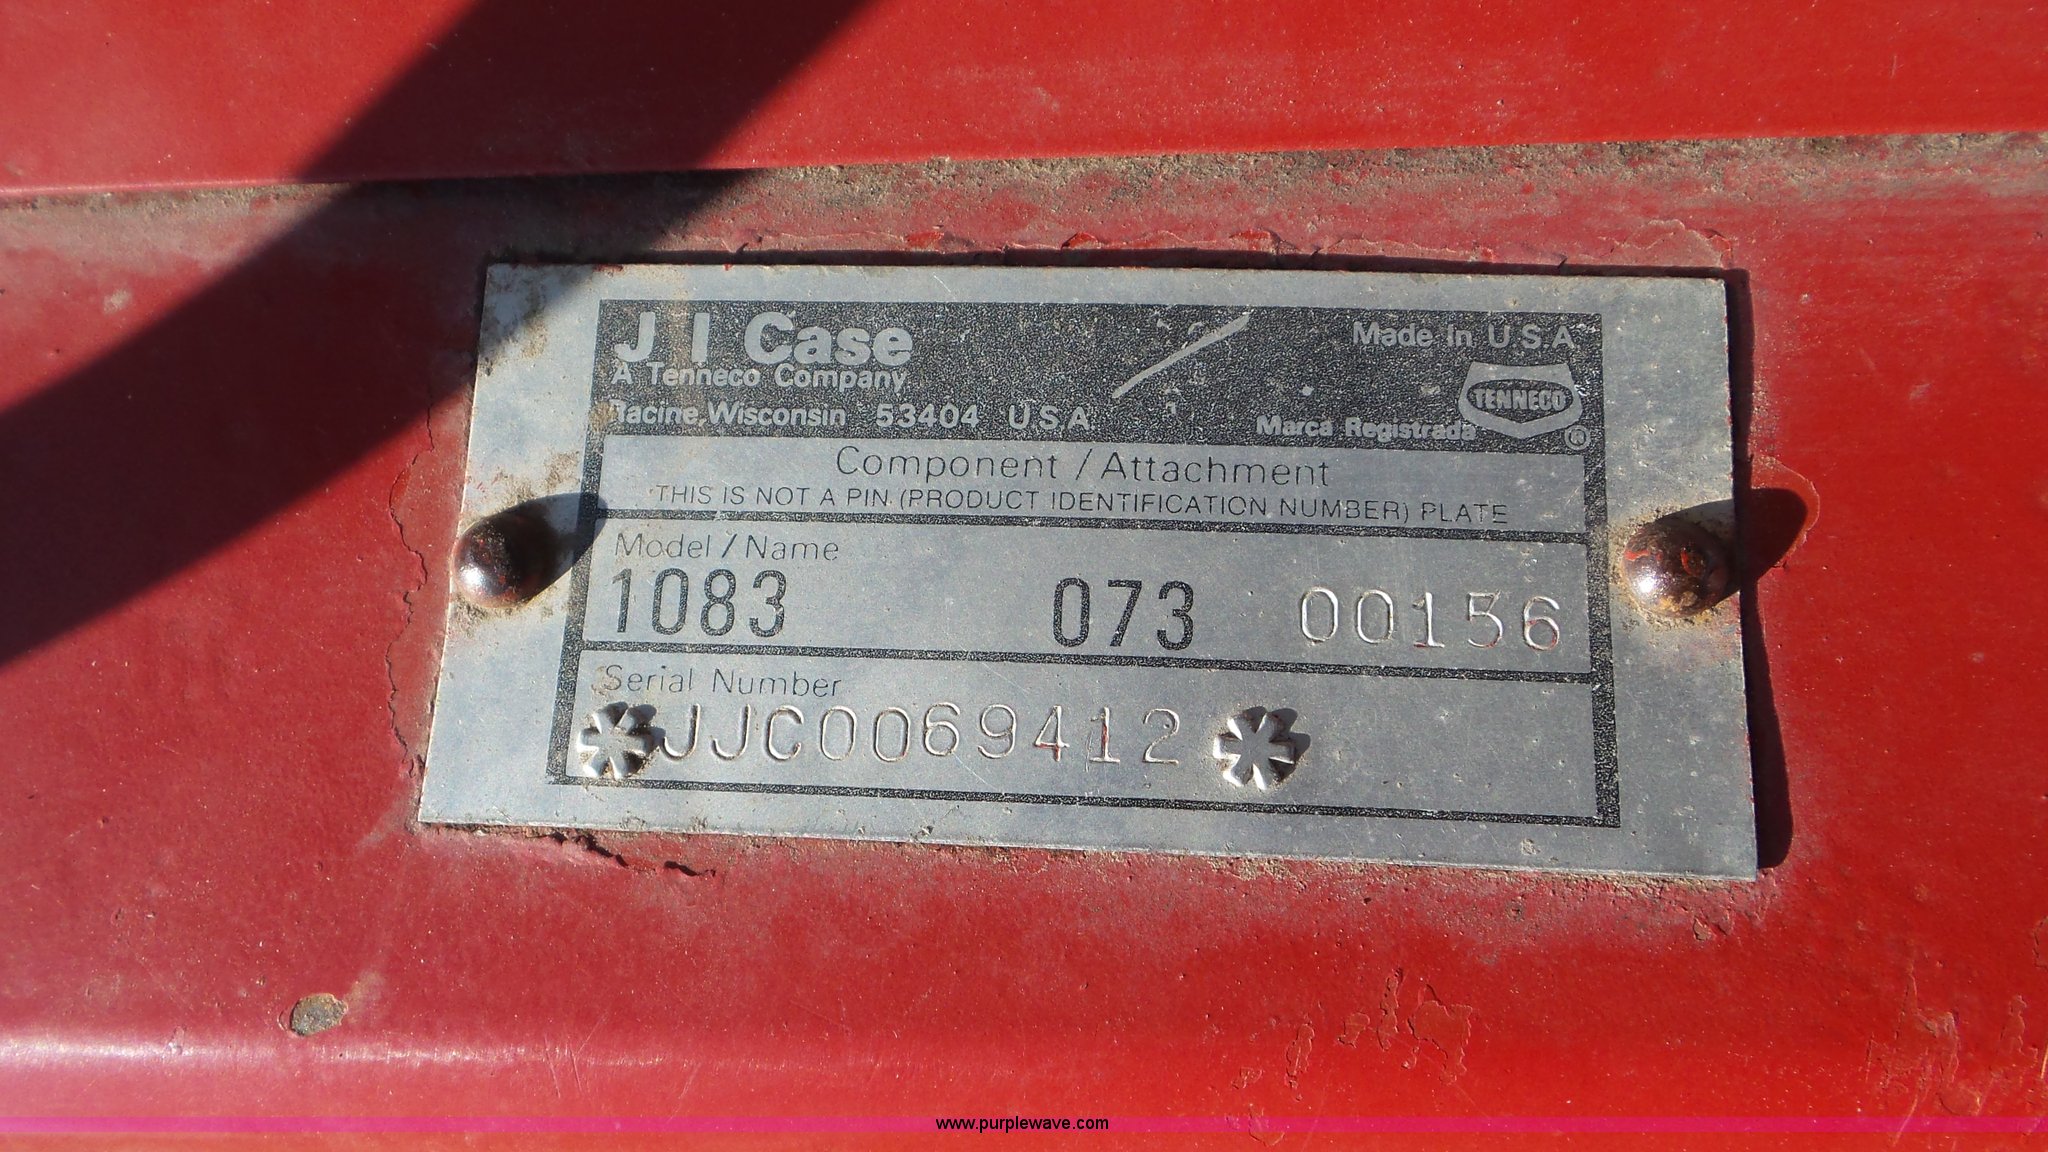 J I Case
Made in U.S.A
A Tenneco Company
TENNECO
Racine, Wisconsin 53404 USA
Marca Registrada
®
Component / Attachment
THIS IS NOT A PIN (PRODUCT IDENTIFICATION NUMBER) PLATE
Model / Name
1083 073 00156
Serial Number
*JJC0069412*
www.purplewave.com